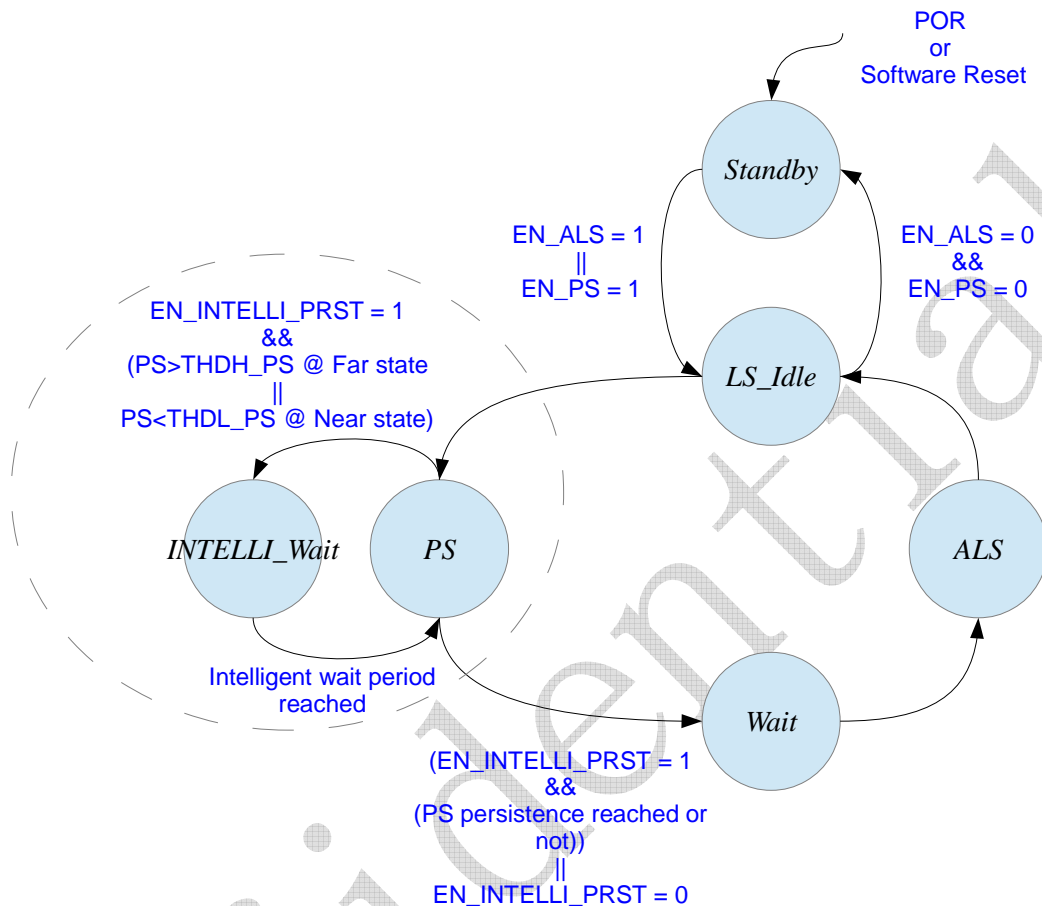 POR
or
Software Reset
Standby
EN_ALS = 1
||
EN_PS = 1
EN_ALS = 0
&&
EN_PS = 0
EN_INTELLI_PRST = 1
&&
(PS>THDH_PS @ Far state
||
PS<THDL_PS @ Near state)
LS_Idle
INTELLI_Wait
PS
ALS
Intelligent wait period
reached
Wait
(EN_INTELLI_PRST = 1
&&
(PS persistence reached or
not))
||
EN_INTELLI_PRST = 0
fidential